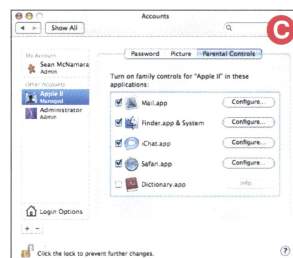 Accounts
Show All
C
My Account
Sean McNamara
Admin
Other Accounts
Apple II
Managed
Administrator
Admin
Login Options
+ -
Password Picture Parental Controls
Turn on family controls for "Apple II" in these
applications:
Mail.app Configure...
Finder.app & System Configure...
iChat.app Configure...
Safari.app Configure...
Dictionary.app Info
Click the lock to prevent further changes.
?